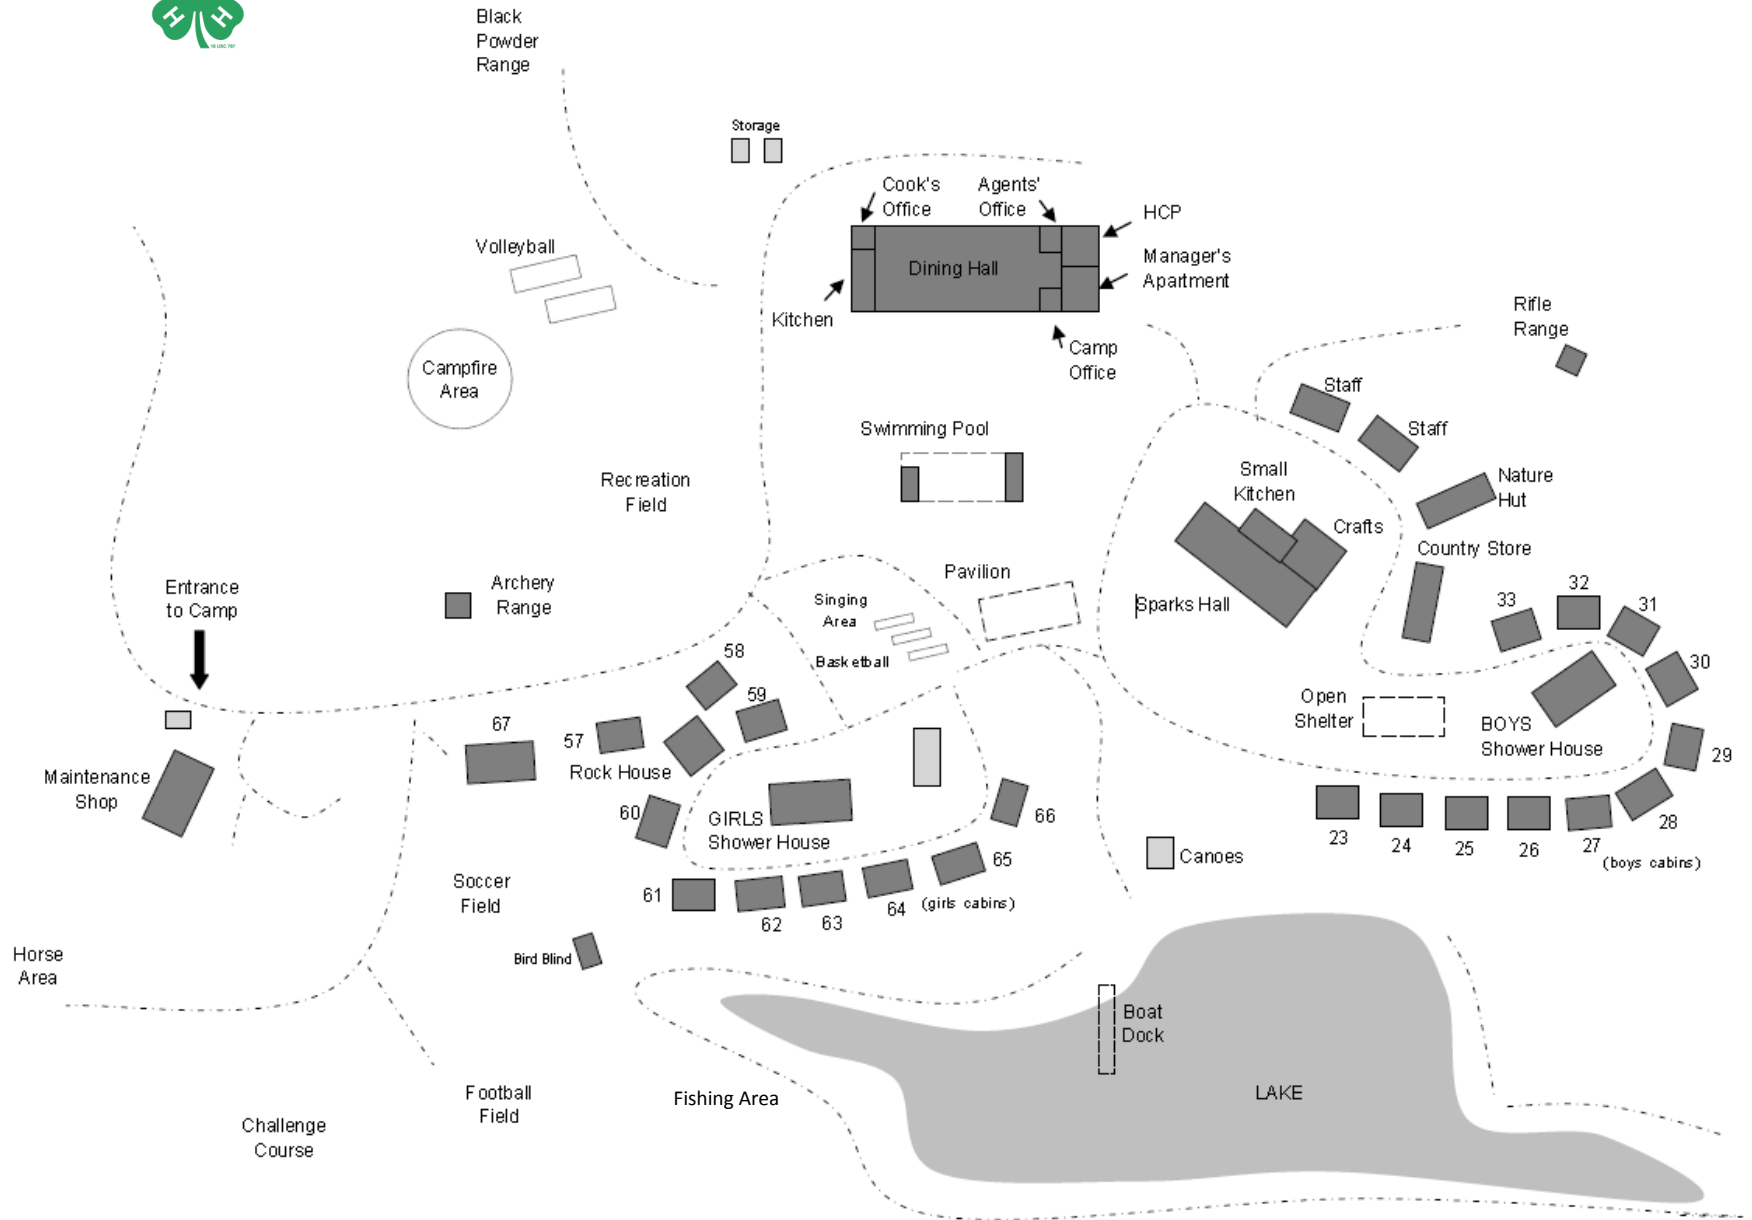 H H
18 USC 707
Black
Powder
Range
Storage
Cook's
Office
Agents'
Office
HCP
Manager's
Apartment
Dining Hall
Kitchen
Camp
Office
Volleyball
Campfire
Area
Rifle
Range
Staff
Staff
Swimming Pool
Recreation
Field
Small
Kitchen
Nature
Hut
Crafts
Country Store
Sparks Hall
Pavilion
Singing
Area
Basketball
Archery
Range
Entrance
to Camp
33
32
31
30
29
28
27
26
25
24
23
(boys cabins)
Open
Shelter
BOYS
Shower House
58
59
57
67
Rock House
60
GIRLS
Shower House
66
65
64
63
62
61
(girls cabins)
Maintenance
Shop
Canoes
Soccer
Field
Bird Blind
Horse
Area
Boat
Dock
LAKE
Fishing Area
Football
Field
Challenge
Course